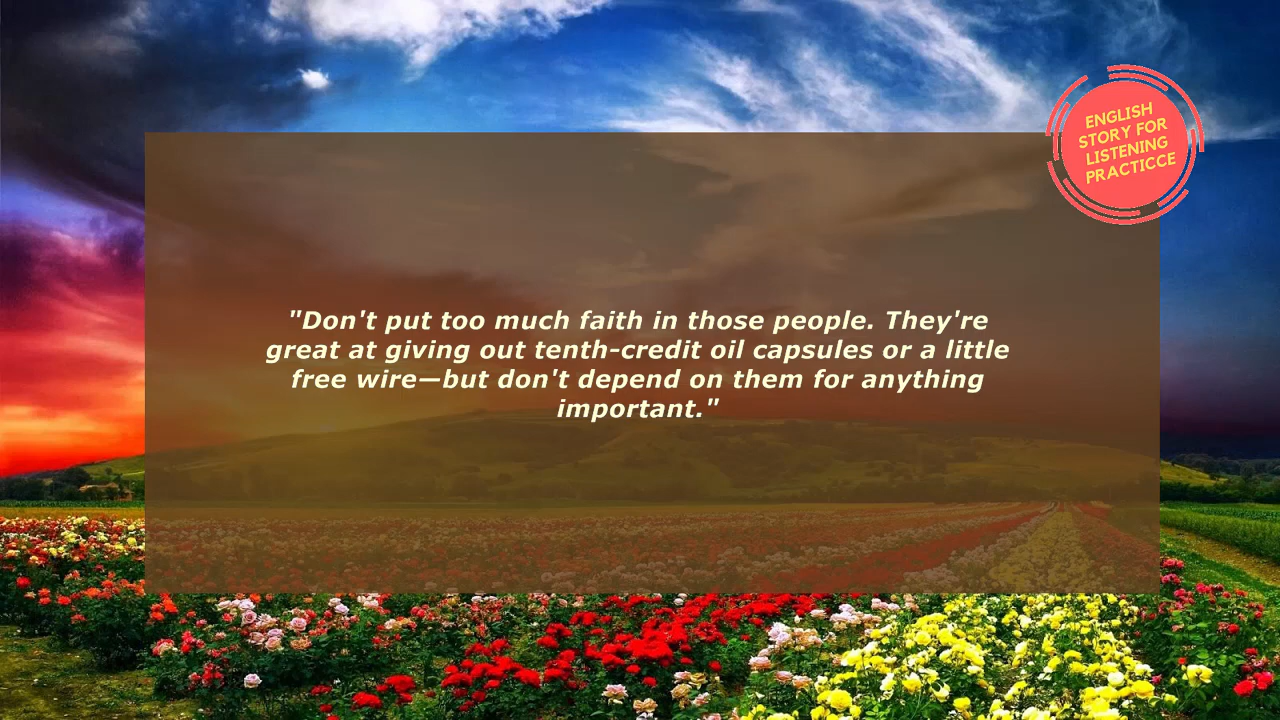 ENGLISH
STORY FOR
LISTENING
PRACTICCE
"Don't put too much faith in those people. They're
great at giving out tenth-credit oil capsules or a little
free wire—but don't depend on them for anything
important."